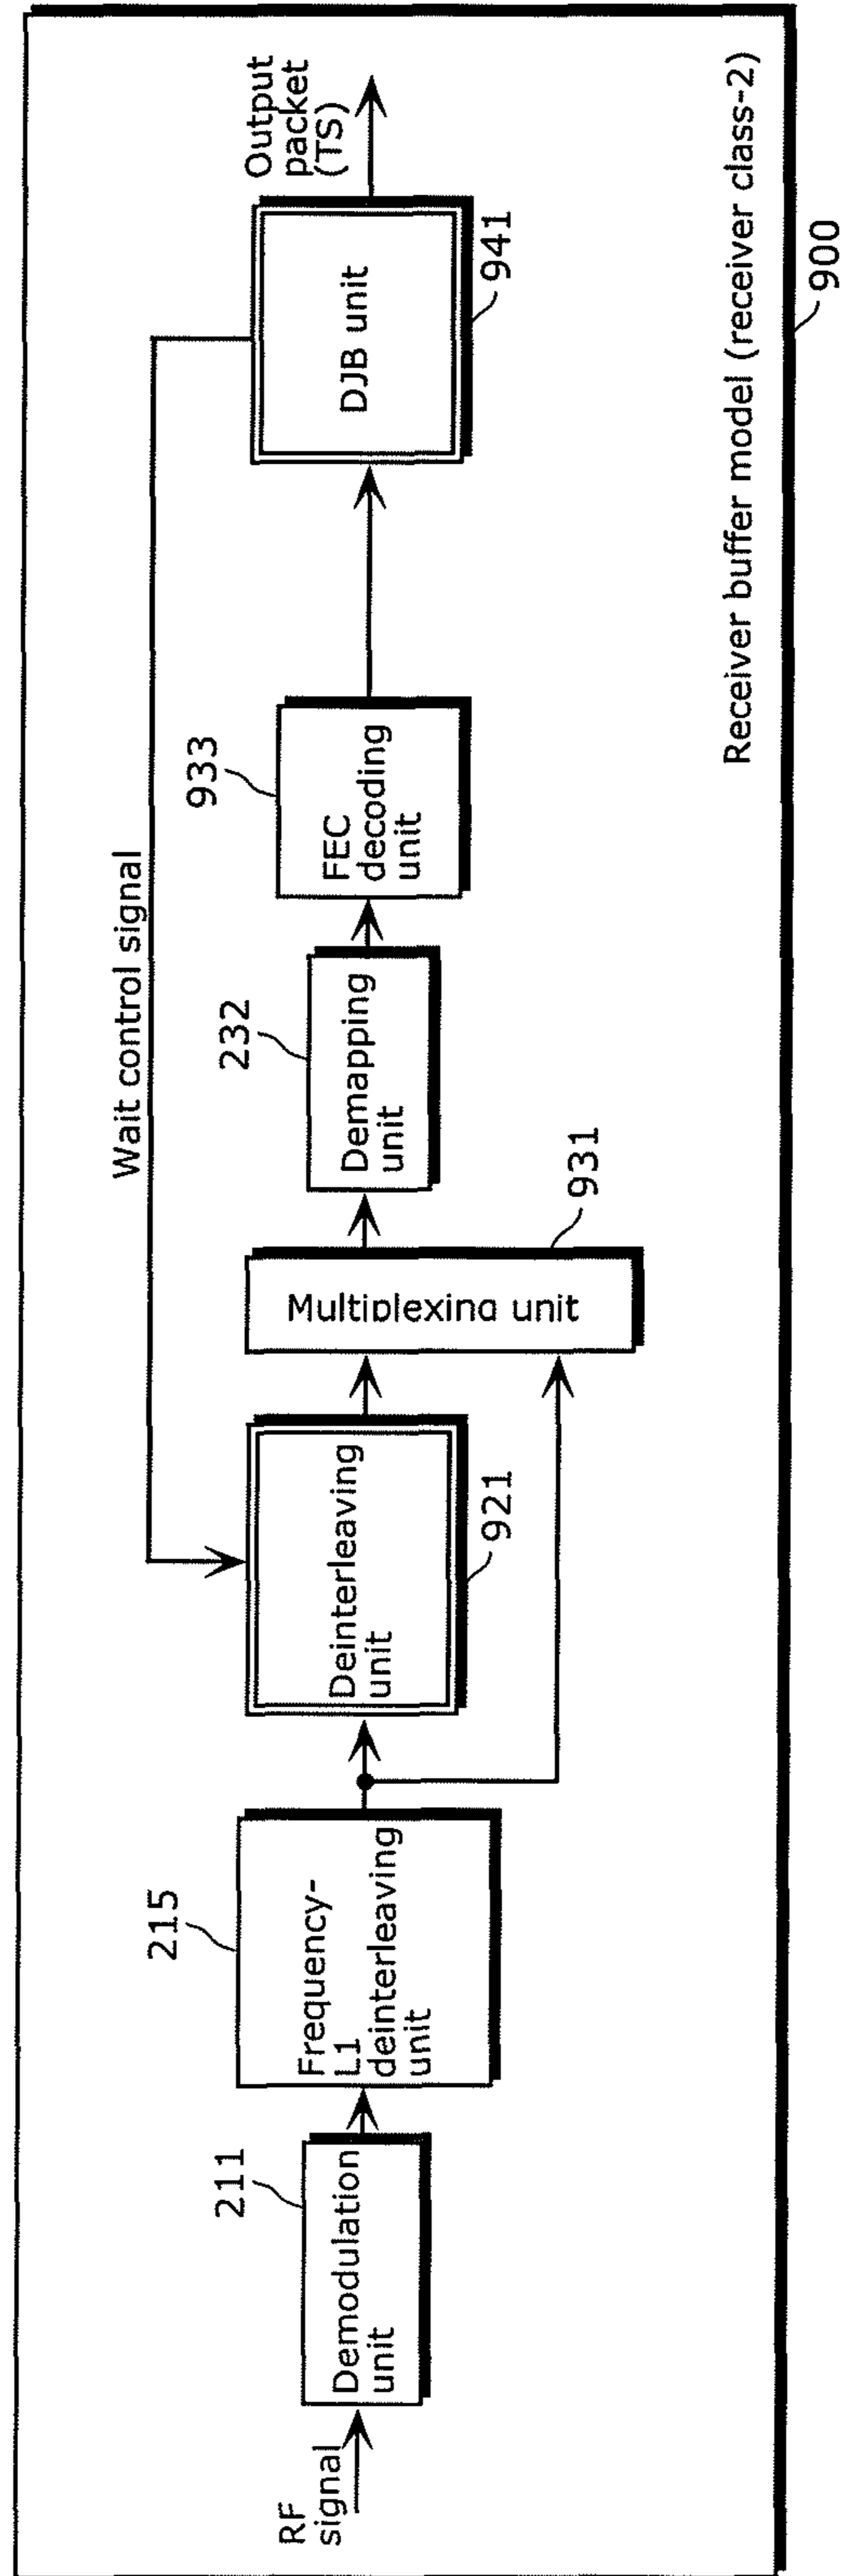 Wait control signal
RF
signal
211
Demodulation
unit
215
Frequency-
L1
deinterleaving
unit
Deinterleaving
unit
921
Multiplexing unit
931
232
Demapping
unit
933
FEC
decoding
unit
DJB unit
941
Output
packet
(TS)
Receiver buffer model (receiver class-2)
900